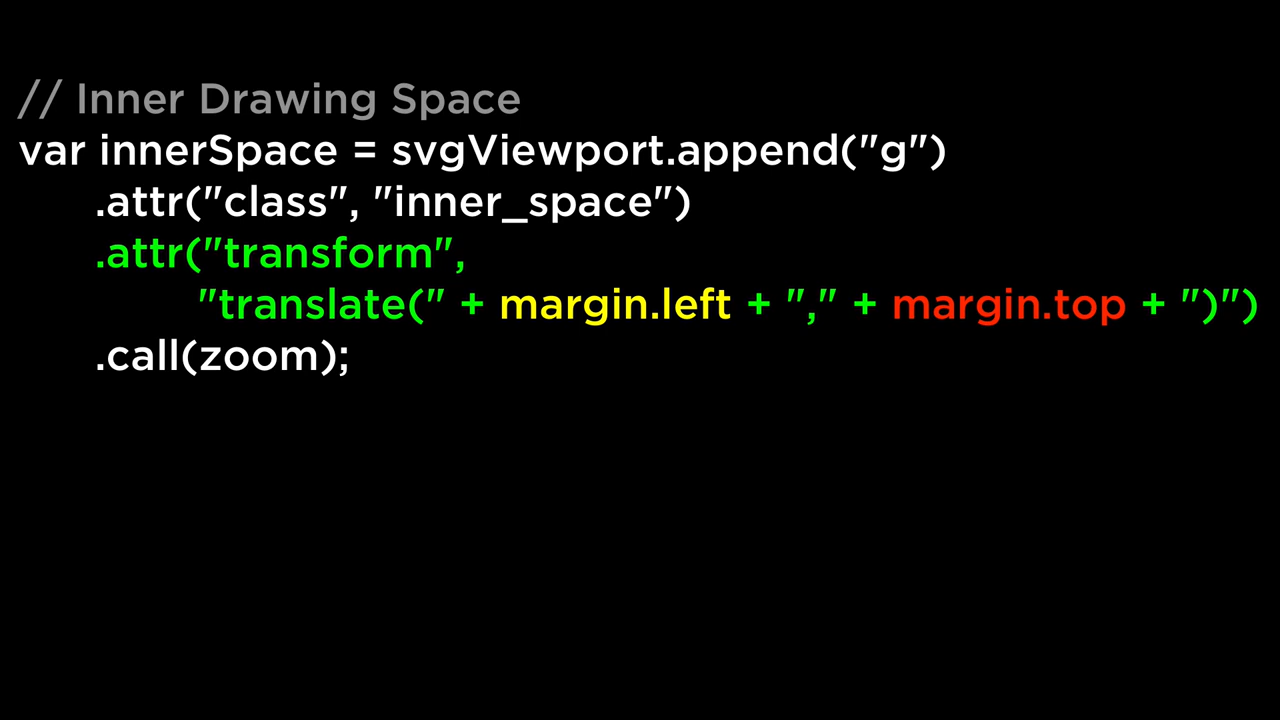 // Inner Drawing Space
var innerSpace = svgViewport.append("g")
.attr("class", "inner_space")
.attr("transform",
"translate(" + margin.left + "," + margin.top + ")")
.call(zoom);